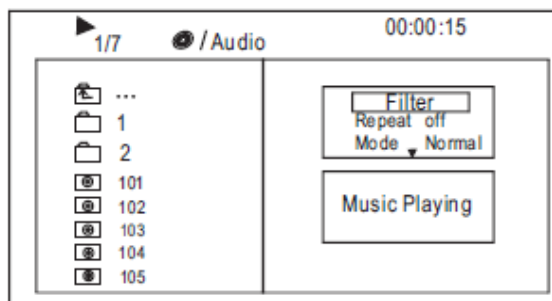 1/7 / Audio 00:00:15
...
1
2
101
102
103
104
105
Filter
Repeat off
Mode Normal
Music Playing